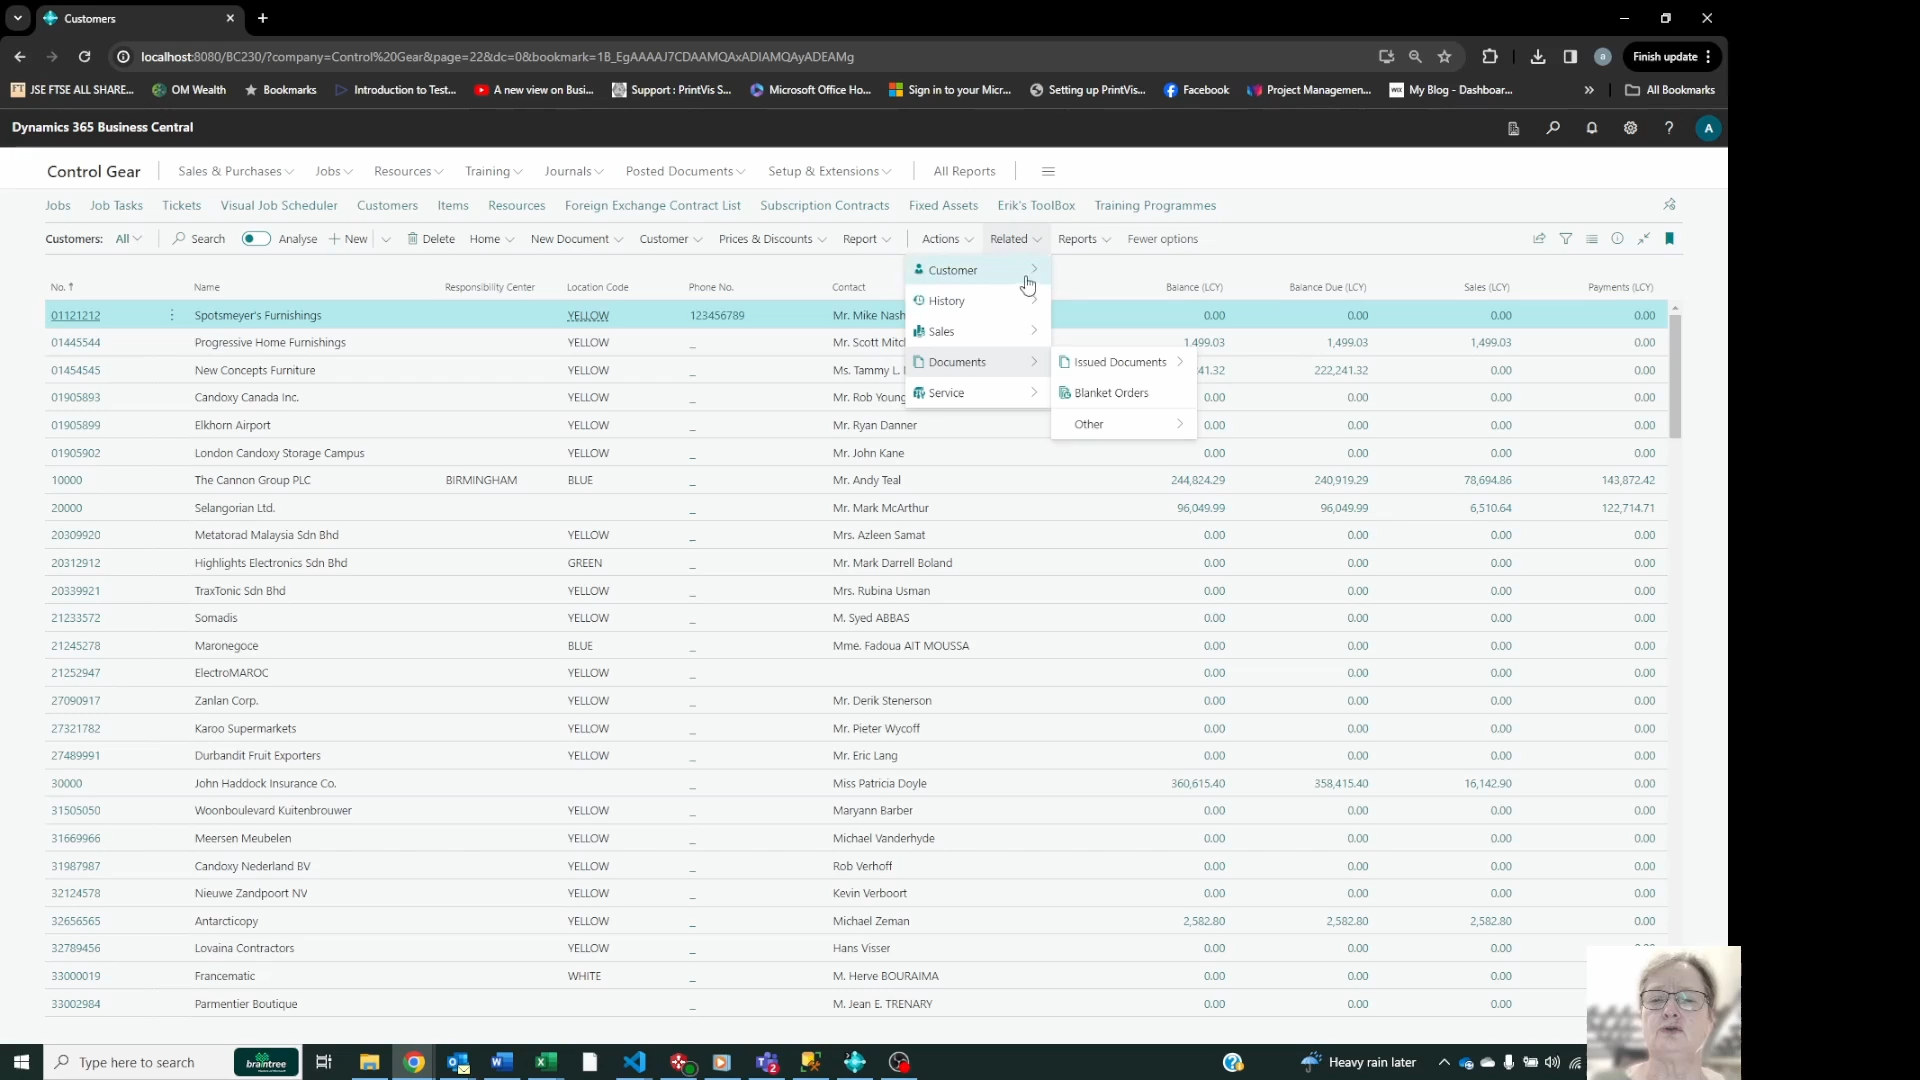 Customers
localhost:8080/BC230/?company=Control%20Gear&page=22&dc=0&bookmark=1B_EgAAAAJ7CDAAMQAxADIAMQAyADEAMg
a
Finish update
JSE FTSE ALL SHARE... OM Wealth Bookmarks Introduction to Test... A new view on Busi... Support : PrintVis S... Microsoft Office Ho... Sign in to your Micr... Setting up PrintVis... Facebook Project Managemen... My Blog - Dashboar... » All Bookmarks
Dynamics 365 Business Central
A
Control Gear Sales & Purchases Jobs Resources Training Journals Posted Documents Setup & Extensions All Reports
Jobs Job Tasks Tickets Visual Job Scheduler Customers Items Resources Foreign Exchange Contract List Subscription Contracts Fixed Assets Erik's ToolBox Training Programmes
Customers: All Search Analyse New Delete Home New Document Customer Prices & Discounts Report Actions Related Reports Fewer options
Customer
History
Sales
Documents
Service
Issued Documents
Blanket Orders
Other
No. ↑ Name Responsibility Center Location Code Phone No. Contact Balance (LCY) Balance Due (LCY) Sales (LCY) Payments (LCY)
01121212 Spotsmeyer's Furnishings YELLOW 123456789 Mr. Mike Nash 0.00 0.00 0.00 0.00
01445544 Progressive Home Furnishings YELLOW _ Mr. Scott Mitc 1,499.03 1,499.03 1,499.03 0.00
01454545 New Concepts Furniture YELLOW _ Ms. Tammy L. 41.32 222,241.32 0.00 0.00
01905893 Candoxy Canada Inc. YELLOW _ Mr. Rob Young 0.00 0.00 0.00 0.00
01905899 Elkhorn Airport YELLOW _ Mr. Ryan Danner 0.00 0.00 0.00 0.00
01905902 London Candoxy Storage Campus YELLOW _ Mr. John Kane 0.00 0.00 0.00 0.00
10000 The Cannon Group PLC BIRMINGHAM BLUE _ Mr. Andy Teal 244,824.29 240,919.29 78,694.86 143,872.42
20000 Selangorian Ltd. _ Mr. Mark McArthur 96,049.99 96,049.99 6,510.64 122,714.71
20309920 Metatorad Malaysia Sdn Bhd YELLOW _ Mrs. Azleen Samat 0.00 0.00 0.00 0.00
20312912 Highlights Electronics Sdn Bhd GREEN _ Mr. Mark Darrell Boland 0.00 0.00 0.00 0.00
20339921 TraxTonic Sdn Bhd YELLOW _ Mrs. Rubina Usman 0.00 0.00 0.00 0.00
21233572 Somadis YELLOW _ M. Syed ABBAS 0.00 0.00 0.00 0.00
21245278 Maronegoce BLUE _ Mme. Fadoua AIT MOUSSA 0.00 0.00 0.00 0.00
21252947 ElectroMAROC YELLOW _ 0.00 0.00 0.00 0.00
27090917 Zanlan Corp. YELLOW _ Mr. Derik Stenerson 0.00 0.00 0.00 0.00
27321782 Karoo Supermarkets YELLOW _ Mr. Pieter Wycoff 0.00 0.00 0.00 0.00
27489991 Durbandit Fruit Exporters YELLOW _ Mr. Eric Lang 0.00 0.00 0.00 0.00
30000 John Haddock Insurance Co. _ Miss Patricia Doyle 360,615.40 358,415.40 16,142.90 0.00
31505050 Woonboulevard Kuitenbrouwer YELLOW _ Maryann Barber 0.00 0.00 0.00 0.00
31669966 Meersen Meubelen YELLOW _ Michael Vanderhyde 0.00 0.00 0.00 0.00
31987987 Candoxy Nederland BV YELLOW _ Rob Verhoff 0.00 0.00 0.00 0.00
32124578 Nieuwe Zandpoort NV YELLOW _ Kevin Verboort 0.00 0.00 0.00 0.00
32656565 Antarcticopy YELLOW _ Michael Zeman 2,582.80 2,582.80 2,582.80 0.00
32789456 Lovaina Contractors YELLOW _ Hans Visser 0.00 0.00 0.00
33000019 Francematic WHITE _ M. Herve BOURAIMA 0.00 0.00 0.00
33002984 Parmentier Boutique _ M. Jean E. TRENARY 0.00 0.00 0.00
Type here to search braintree Heavy rain later